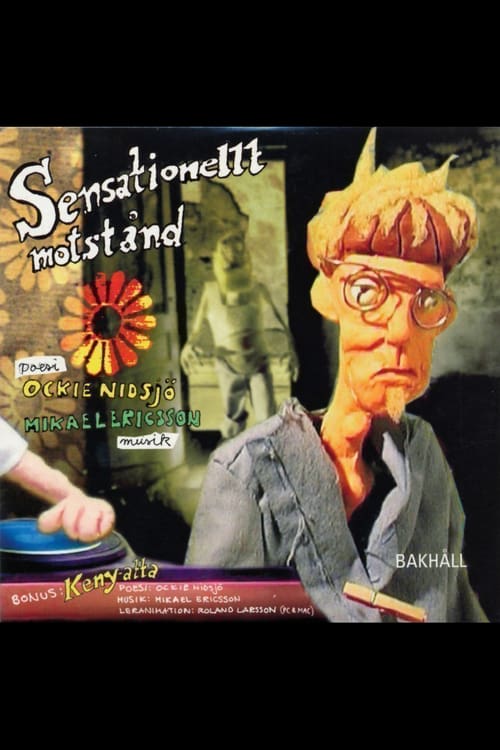 Sensationellt
motstånd
poesi
OCKIE NIDSJÖ
MIKAEL ERICSSON
musik
BAKHÅLL
BONUS: Keny-alta
POESI: OCKIE NIDSJÖ
MUSIK: MIKAEL ERICSSON
LERANIMATION: ROLAND LARSSON (PC & MAC)